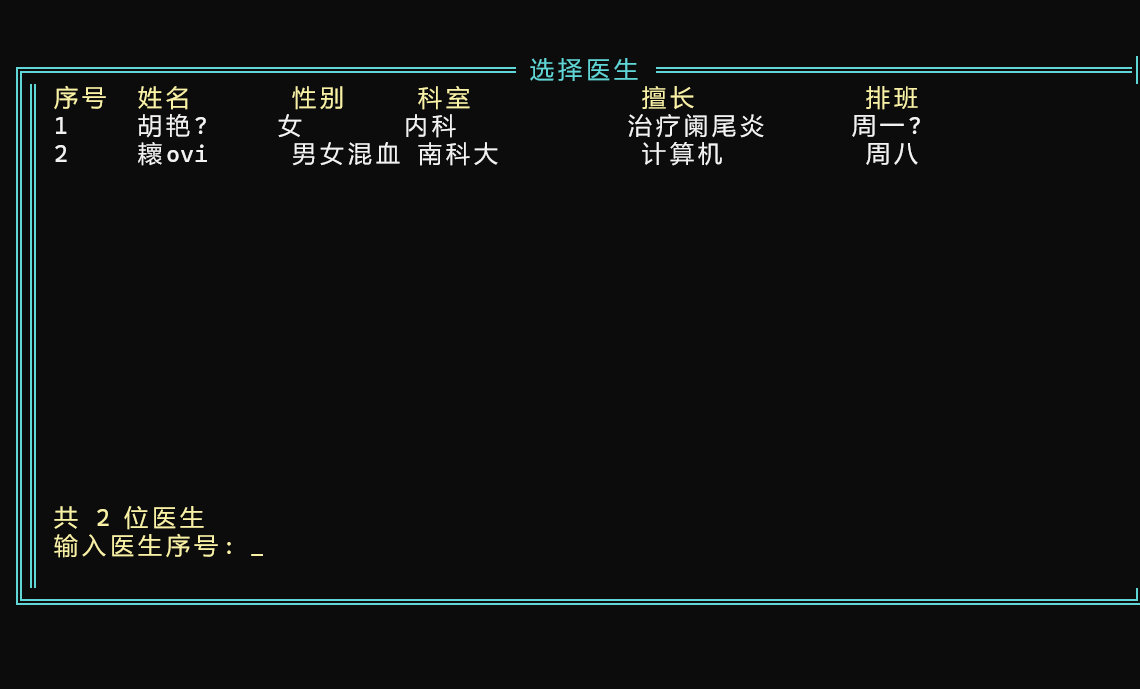 选择医生
序号 姓名 性别 科室 擅长 排班
1 胡艳? 女 内科 治疗阑尾炎 周一?
2 糦ovi 男女混血 南科大 计算机 周八
共 2 位医生
输入医生序号: _